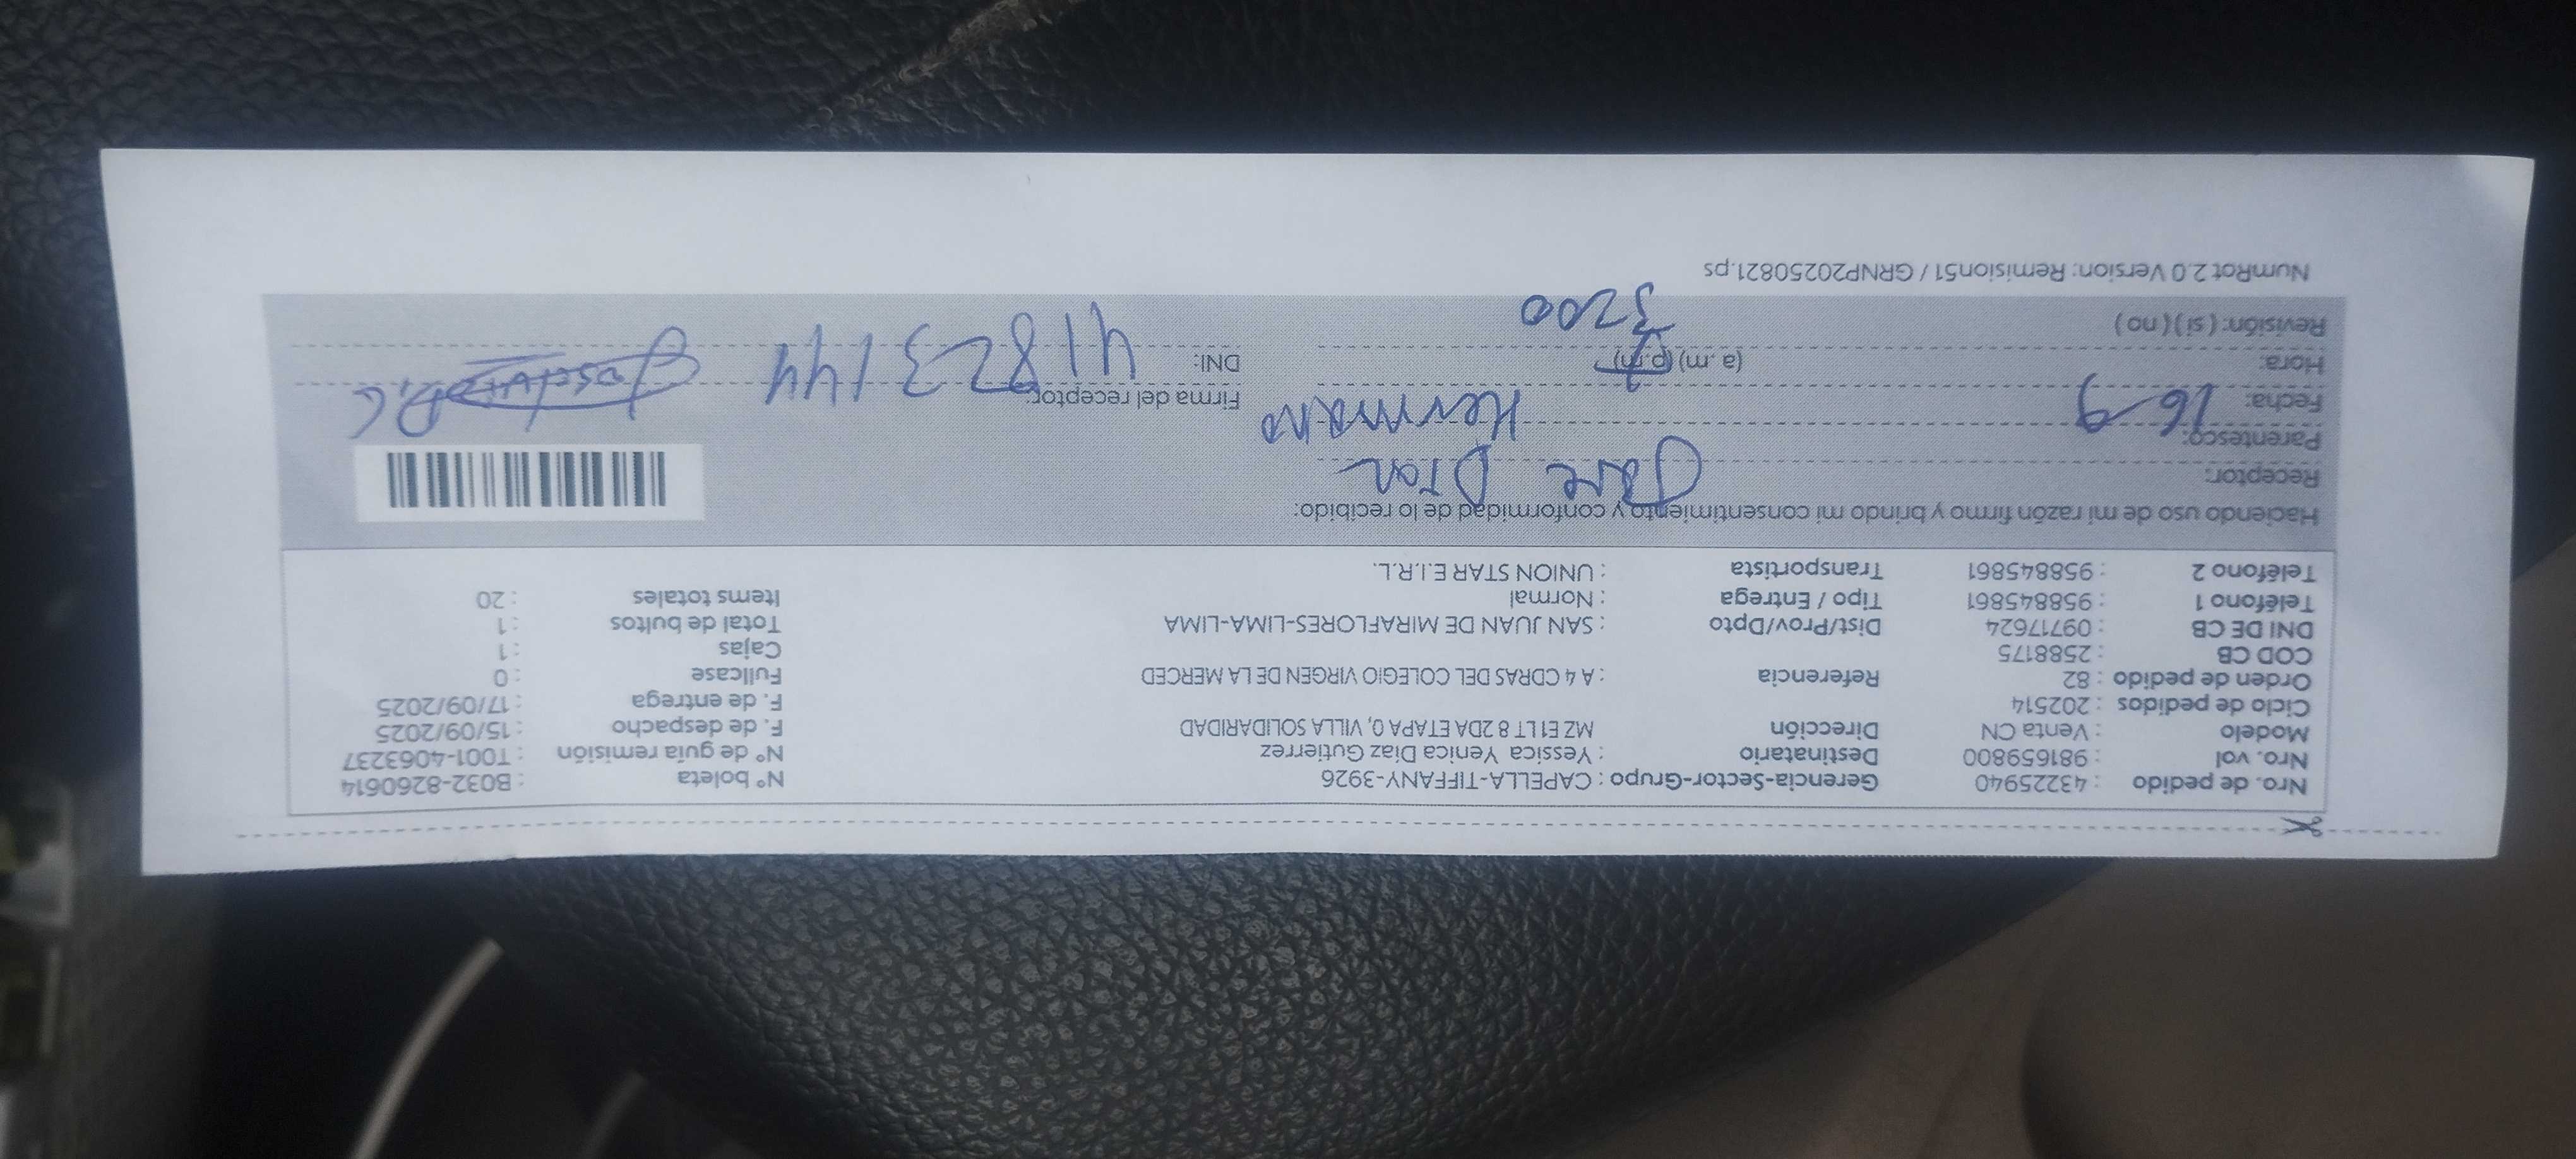 Nro. de pedido : 43225940 Gerencia-Sector-Grupo : CAPELLA-TIFFANY-3926 N° boleta : B032-8260614
Nro. vol : 981659800 Destinatario : Yessica Yenica Diaz Gutierrez N° de guía remisión : T001-4063237
Modelo : Venta CN Dirección MZ E11 LT 8 2DA ETAPA 0, VILLA SOLIDARIDAD F. de despacho : 15/09/2025
Ciclo de pedidos : 202514 F. de entrega : 17/09/2025
Orden de pedido : 82 Referencia : A 4 CDRAS DEL COLEGIO VIRGEN DE LA MERCED Fullcase : 0
COD CB : 2588175 Cajas : 1
DNI DE CB : 09717624 Dist/Prov/Dpto : SAN JUAN DE MIRAFLORES-LIMA-LIMA Total de bultos : 1
Teléfono 1 : 958845861 Tipo / Entrega : Normal Items totales : 20
Teléfono 2 : 958845861 Transportista : UNION STAR E.I.R.L.
Haciendo uso de mi razón firmo y brindo mi consentimiento y conformidad de lo recibido:
Receptor:
Parentesco: Hermano
Fecha: 16-9 Firma del receptor:
Hora: (a.m) (p.m) DNI: 41823144
Revisión: ( si ) ( no ) 3200
NumRot 2.0 Version: Remision51 / GRNP20250821.ps